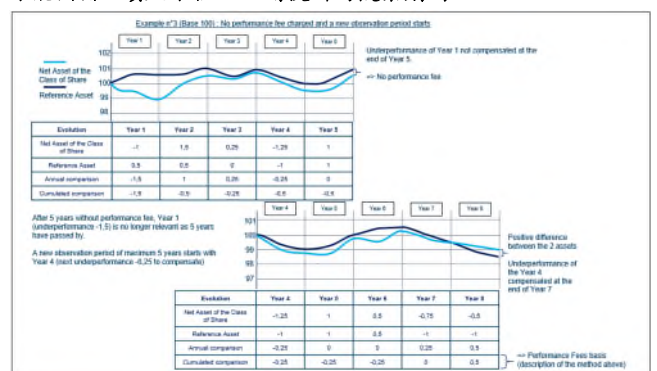 Example n°3 (Base 100) : No performance fee charged and a new observation period starts
Year 1 Year 2 Year 3 Year 4 Year 5
102
101
100
99
98
Net Asset of the
Class of Share
Reference Asset
Underperformance of Year 1 not compensated at the
end of Year 5.
=> No performance fee
Evolution Year 1 Year 2 Year 3 Year 4 Year 5
Net Asset of the Class
of Share -1 1,5 0,25 -1,25 1
Reference Asset 0,5 0,5 0 -1 1
Annual comparison -1,5 1 0,25 -0,25 0
Cumulated comparison -1,5 -0,5 -0,25 -0,5 -0,5
After 5 years without performance fee, Year 1
(underperformance -1,5) is no longer relevant as 5 years
have passed by.
A new observation period of maximum 5 years starts with
Year 4 (next underperformance -0,25 to compensate)
Year 4 Year 5 Year 6 Year 7 Year 8
101
100
99
98
97
Positive difference
between the 2 assets
Underperformance of
the Year 4
compensated at the
end of Year 7
Evolution Year 4 Year 5 Year 6 Year 7 Year 8
Net Asset of the Class
of Share -1,25 1 0,5 -0,75 -0,5
Reference Asset -1 1 0,5 -1 -1
Annual comparison -0,25 0 0 0,25 0,5
Cumulated comparison -0,25 -0,25 -0,25 0 0,5
=> Performance Fees basis
(description of the method above)